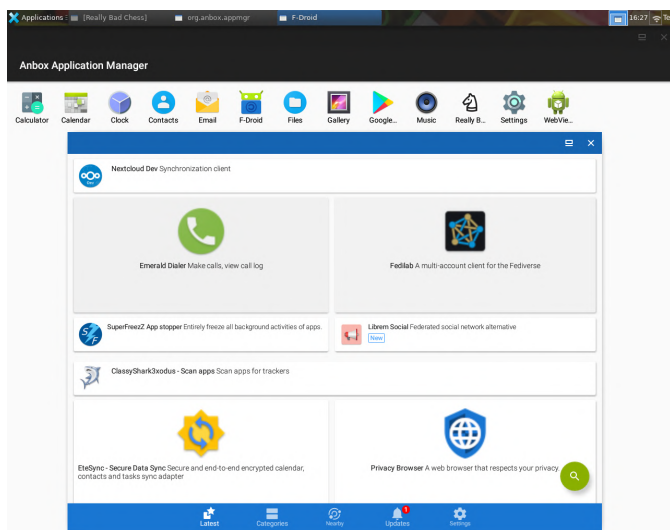 Applications
[Really Bad Chess]
org.anbox.appmgr
F-Droid
16:27
Te
Anbox Application Manager
Calculator
Calendar
Clock
Contacts
Email
F-Droid
Files
Gallery
Google...
Music
Really B...
Settings
WebVie...
Nextcloud Dev Synchronization client
Dev
Emerald Dialer Make calls, view call log
Fedilab A multi-account client for the Fediverse
SuperFreezZ App stopper Entirely freeze all background activities of apps.
S
F
Librem Social Federated social network alternative
New
ClassyShark3xodus - Scan apps Scan apps for trackers
EteSync - Secure Data Sync Secure and end-to-end encrypted calendar,
contacts and tasks sync adapter
Privacy Browser A web browser that respects your privacy.
1
Latest
Categories
Nearby
Updates
Settings